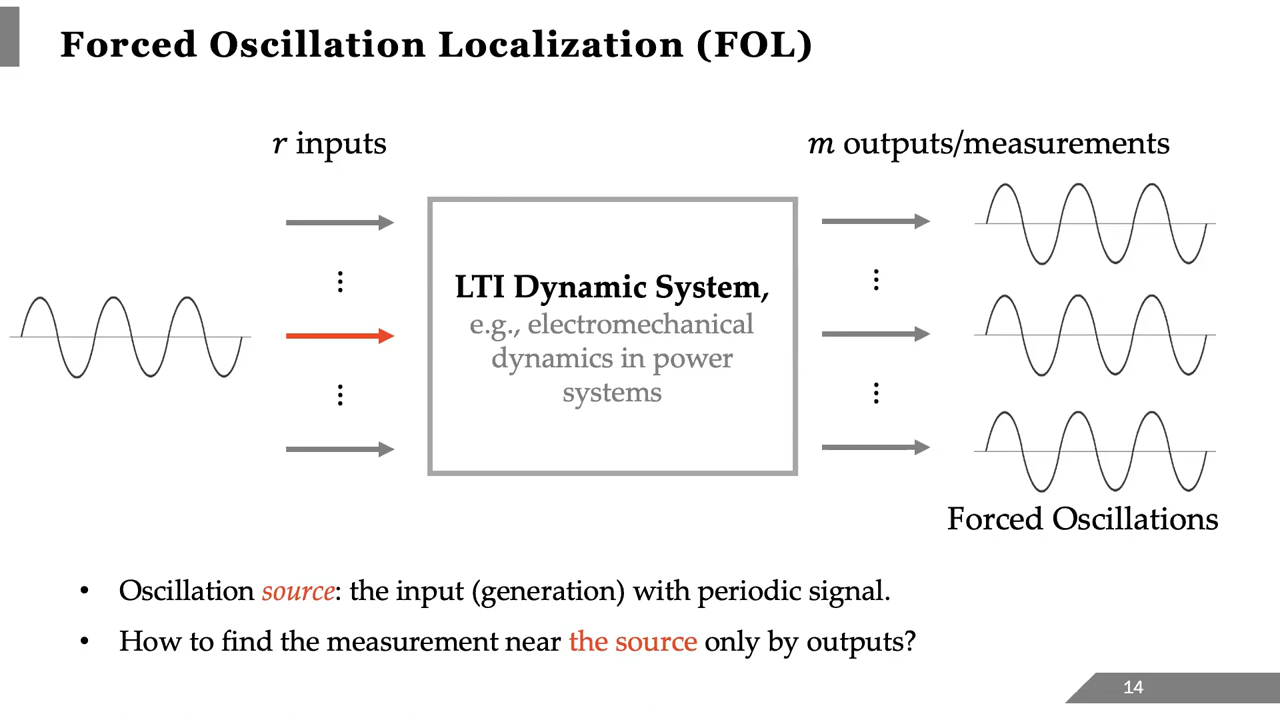 Forced Oscillation Localization (FOL)
r inputs
m outputs/measurements
⋮
⋮
LTI Dynamic System,
e.g., electromechanical
dynamics in power
systems
⋮
⋮
Forced Oscillations
• Oscillation source: the input (generation) with periodic signal.
• How to find the measurement near the source only by outputs?
14